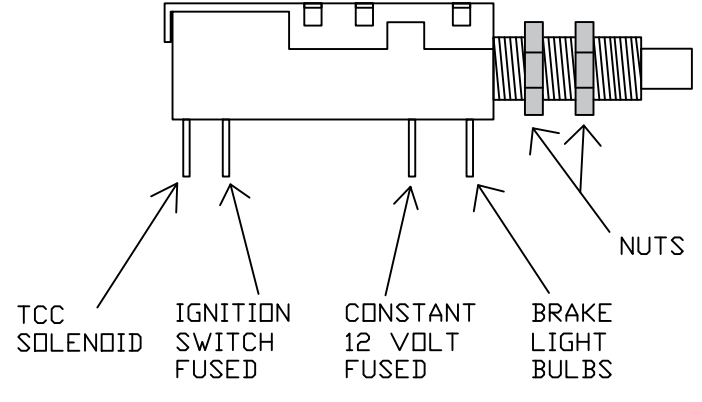 NUTS
TCC
SOLENOID
IGNITION
SWITCH
FUSED
CONSTANT
12 VOLT
FUSED
BRAKE
LIGHT
BULBS